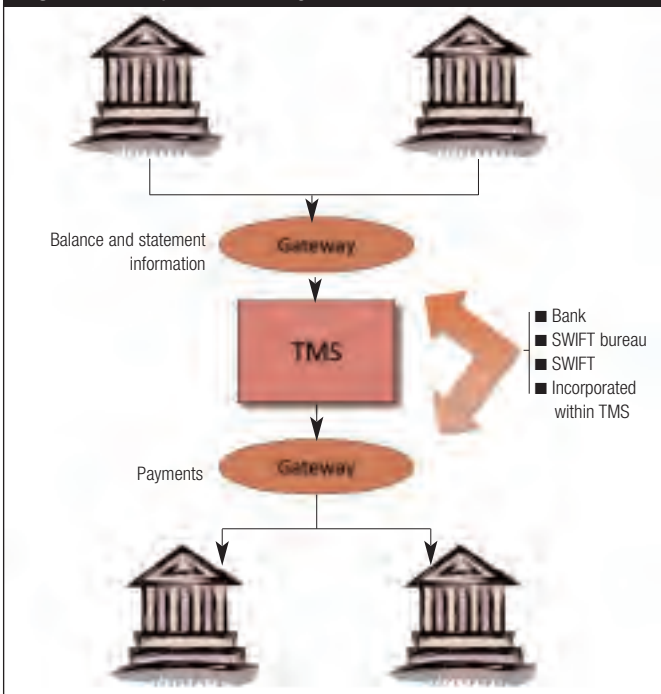 Gateway
Balance and statement
information
TMS
■ Bank
■ SWIFT bureau
■ SWIFT
■ Incorporated
within TMS
Gateway
Payments